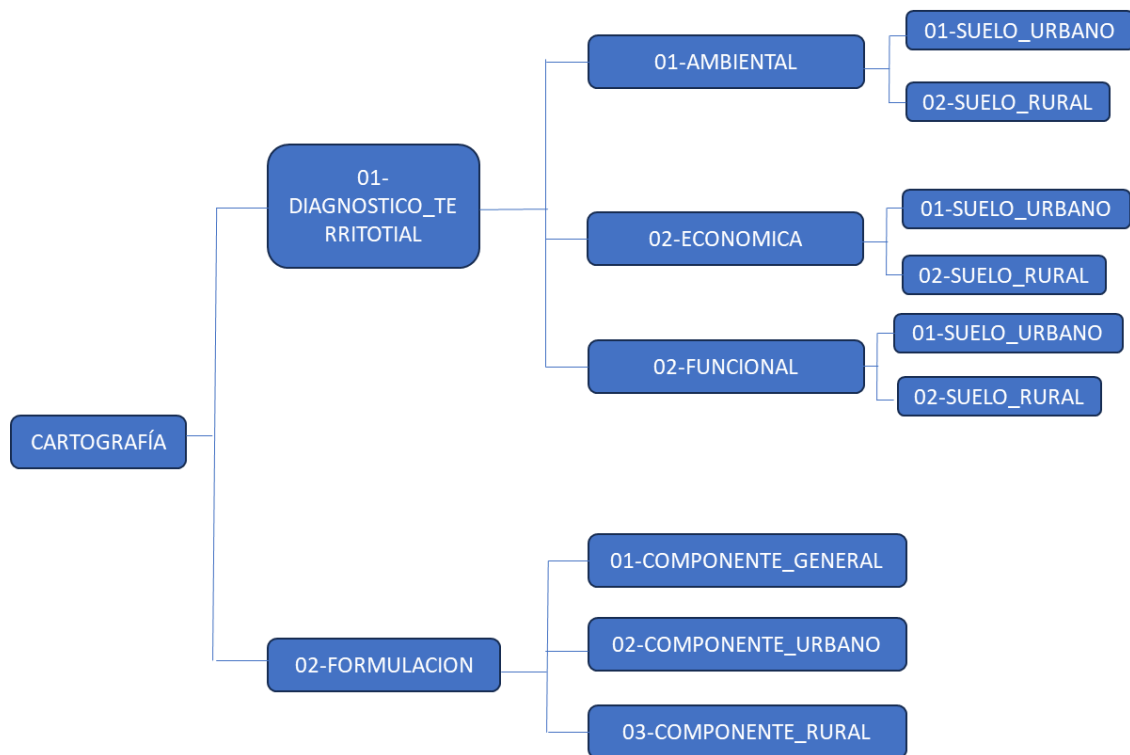 CARTOGRAFÍA
01-
DIAGNOSTICO_TE
RRITOTIAL
01-AMBIENTAL
01-SUELO_URBANO
02-SUELO_RURAL
02-ECONOMICA
01-SUELO_URBANO
02-SUELO_RURAL
02-FUNCIONAL
01-SUELO_URBANO
02-SUELO_RURAL
02-FORMULACION
01-COMPONENTE_GENERAL
02-COMPONENTE_URBANO
03-COMPONENTE_RURAL